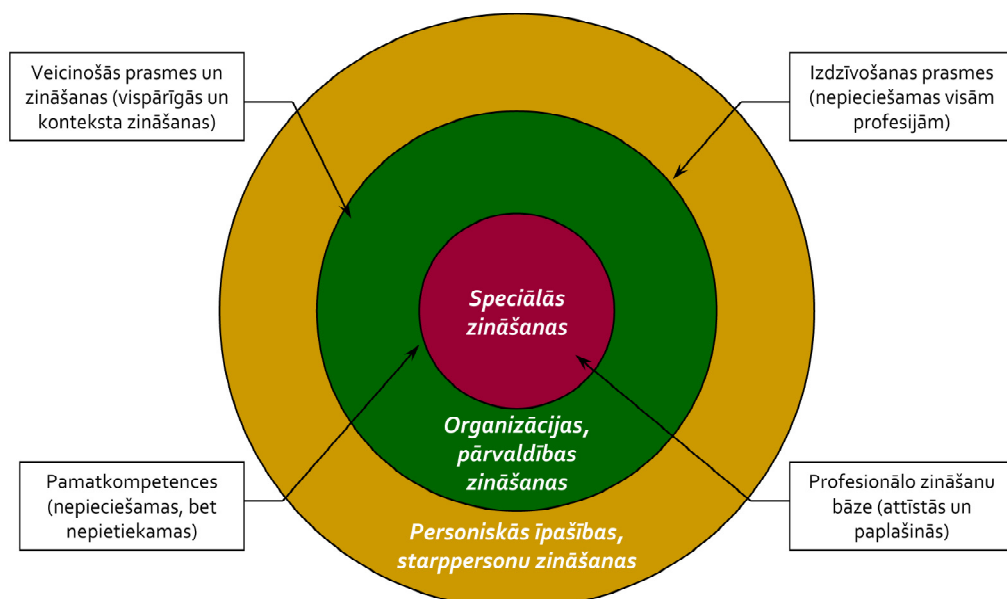 Veicinošās prasmes un
zināšanas (vispārīgās un
konteksta zināšanas)
Izdzīvošanas prasmes
(nepieciešamas visām
profesijām)
Speciālās
zināšanas
Organizācijas,
pārvaldības
zināšanas
Personiskās īpašības,
starppersonu zināšanas
Pamatkompetences
(nepieciešamas, bet
nepietiekamas)
Profesionālo zināšanu
bāze (attīstās un
paplašinās)